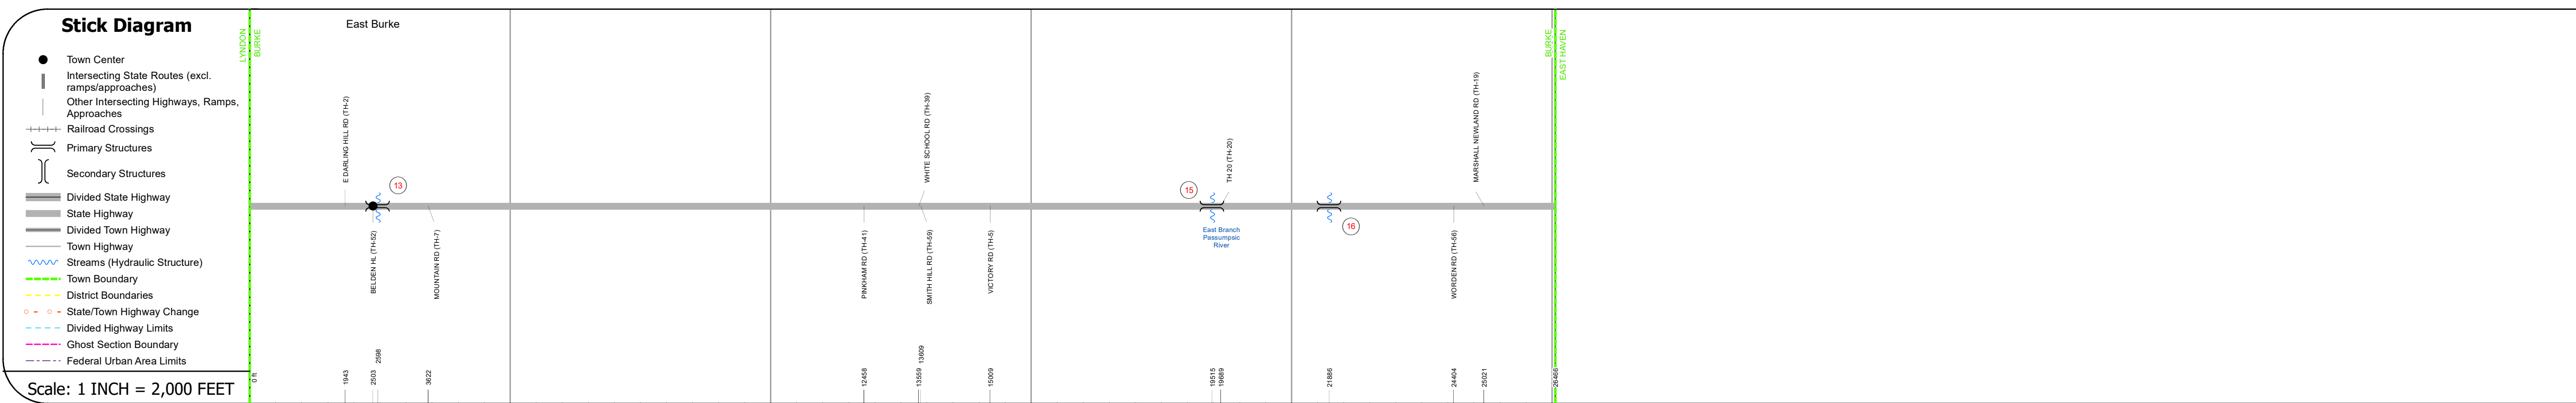 Stick Diagram
Town Center
Intersecting State Routes (excl.
ramps/approaches)
Other Intersecting Highways, Ramps,
Approaches
Railroad Crossings
Primary Structures
Secondary Structures
Divided State Highway
State Highway
Divided Town Highway
Town Highway
Streams (Hydraulic Structure)
Town Boundary
District Boundaries
State/Town Highway Change
Divided Highway Limits
Ghost Section Boundary
Federal Urban Area Limits
Scale: 1 INCH = 2,000 FEET
LYNDON
BURKE
East Burke
E DARLING HILL RD (TH-2)
13
BELDEN HL (TH-52)
MOUNTAIN RD (TH-7)
WHITE SCHOOL RD (TH-39)
PINKHAM RD (TH-41)
SMITH HILL RD (TH-59)
VICTORY RD (TH-5)
15
TH 20 (TH-20)
East Branch
Passumpsic
River
16
MARSHALL NEWLAND RD (TH-19)
WORDEN RD (TH-56)
BURKE
EAST HAVEN
0 ft
1943
2503
2598
3622
12458
13559
13609
15009
19515
19689
21886
24404
25021
26466